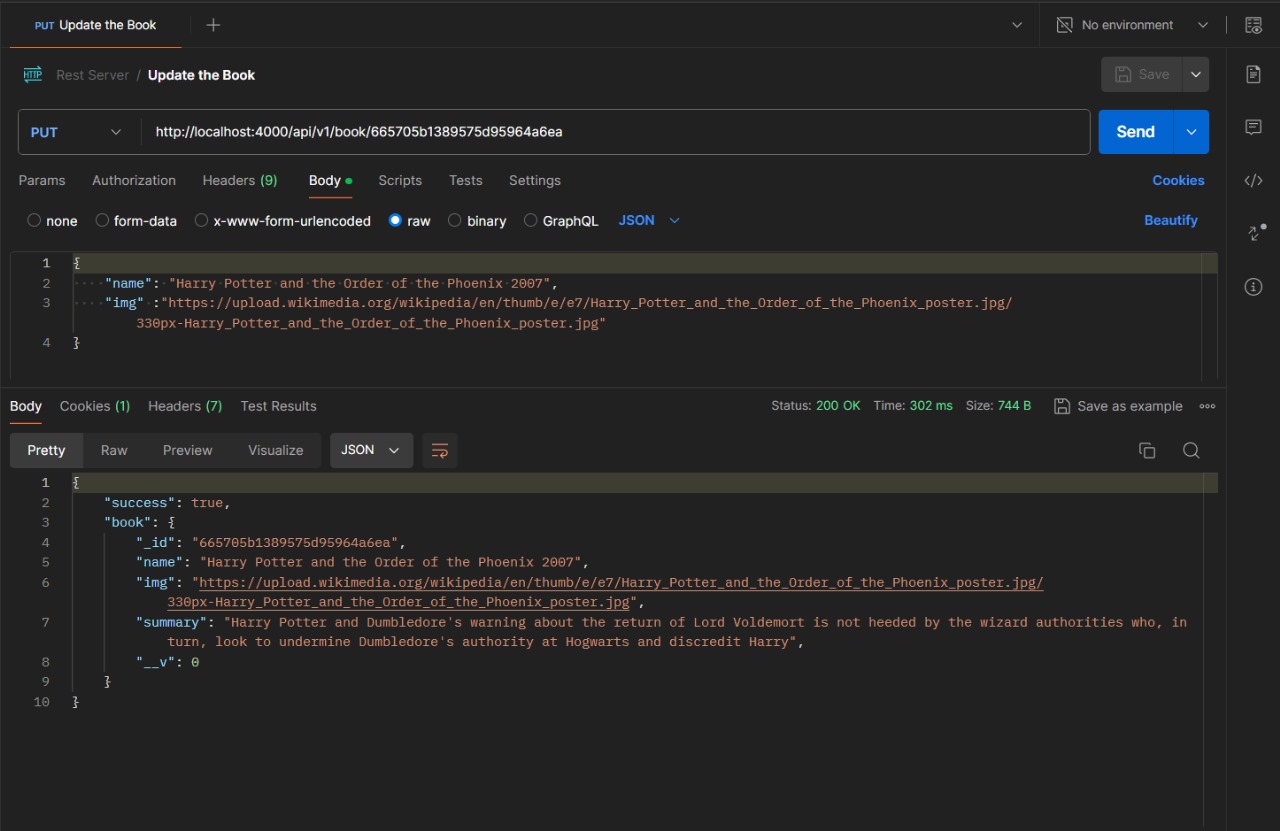 PUT Update the Book
No environment
HTTP Rest Server / Update the Book
Save
PUT http://localhost:4000/api/v1/book/665705b1389575d95964a6ea
Send
Params Authorization Headers (9) Body Scripts Tests Settings Cookies
none form-data x-www-form-urlencoded raw binary GraphQL JSON Beautify
1 {
2 ····"name": "Harry·Potter·and·the·Order·of·the·Phoenix·2007",
3 ····"img" :"https://upload.wikimedia.org/wikipedia/en/thumb/e/e7/Harry_Potter_and_the_Order_of_the_Phoenix_poster.jpg/
330px-Harry_Potter_and_the_Order_of_the_Phoenix_poster.jpg"
4 }
Body Cookies (1) Headers (7) Test Results Status: 200 OK Time: 302 ms Size: 744 B Save as example
Pretty Raw Preview Visualize JSON
1 {
2 "success": true,
3 "book": {
4 "_id": "665705b1389575d95964a6ea",
5 "name": "Harry Potter and the Order of the Phoenix 2007",
6 "img": "https://upload.wikimedia.org/wikipedia/en/thumb/e/e7/Harry_Potter_and_the_Order_of_the_Phoenix_poster.jpg/
330px-Harry_Potter_and_the_Order_of_the_Phoenix_poster.jpg",
7 "summary": "Harry Potter and Dumbledore's warning about the return of Lord Voldemort is not heeded by the wizard authorities who, in
turn, look to undermine Dumbledore's authority at Hogwarts and discredit Harry",
8 "__v": 0
9 }
10 }